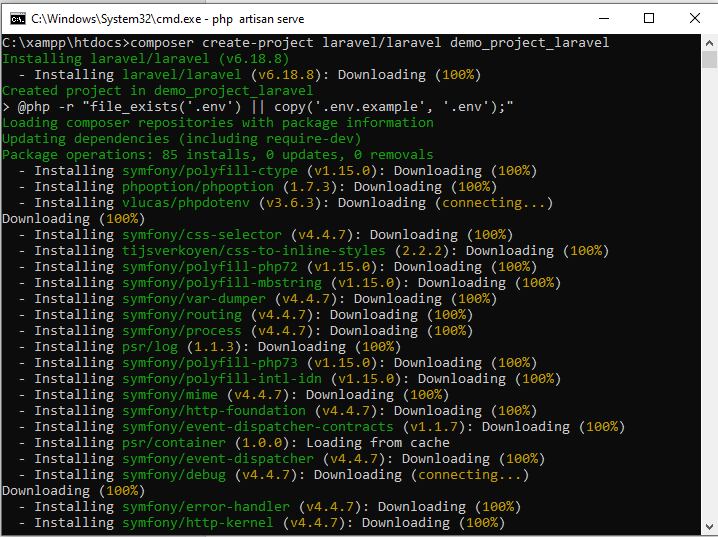 C:\Windows\System32\cmd.exe - php  artisan serve
C:\xampp\htdocs>composer create-project laravel/laravel demo_project_laravel
Installing laravel/laravel (v6.18.8)
  - Installing laravel/laravel (v6.18.8): Downloading (100%)
Created project in demo_project_laravel
> @php -r "file_exists('.env') || copy('.env.example', '.env');"
Loading composer repositories with package information
Updating dependencies (including require-dev)
Package operations: 85 installs, 0 updates, 0 removals
  - Installing symfony/polyfill-ctype (v1.15.0): Downloading (100%)
  - Installing phpoption/phpoption (1.7.3): Downloading (100%)
  - Installing vlucas/phpdotenv (v3.6.3): Downloading (connecting...)
Downloading (100%)
  - Installing symfony/css-selector (v4.4.7): Downloading (100%)
  - Installing tijsverkoyen/css-to-inline-styles (2.2.2): Downloading (100%)
  - Installing symfony/polyfill-php72 (v1.15.0): Downloading (100%)
  - Installing symfony/polyfill-mbstring (v1.15.0): Downloading (100%)
  - Installing symfony/var-dumper (v4.4.7): Downloading (100%)
  - Installing symfony/routing (v4.4.7): Downloading (100%)
  - Installing symfony/process (v4.4.7): Downloading (100%)
  - Installing psr/log (1.1.3): Downloading (100%)
  - Installing symfony/polyfill-php73 (v1.15.0): Downloading (100%)
  - Installing symfony/polyfill-intl-idn (v1.15.0): Downloading (100%)
  - Installing symfony/mime (v4.4.7): Downloading (100%)
  - Installing symfony/http-foundation (v4.4.7): Downloading (100%)
  - Installing symfony/event-dispatcher-contracts (v1.1.7): Downloading (100%)
  - Installing psr/container (1.0.0): Loading from cache
  - Installing symfony/event-dispatcher (v4.4.7): Downloading (100%)
  - Installing symfony/debug (v4.4.7): Downloading (connecting...)
Downloading (100%)
  - Installing symfony/error-handler (v4.4.7): Downloading (100%)
  - Installing symfony/http-kernel (v4.4.7): Downloading (100%)